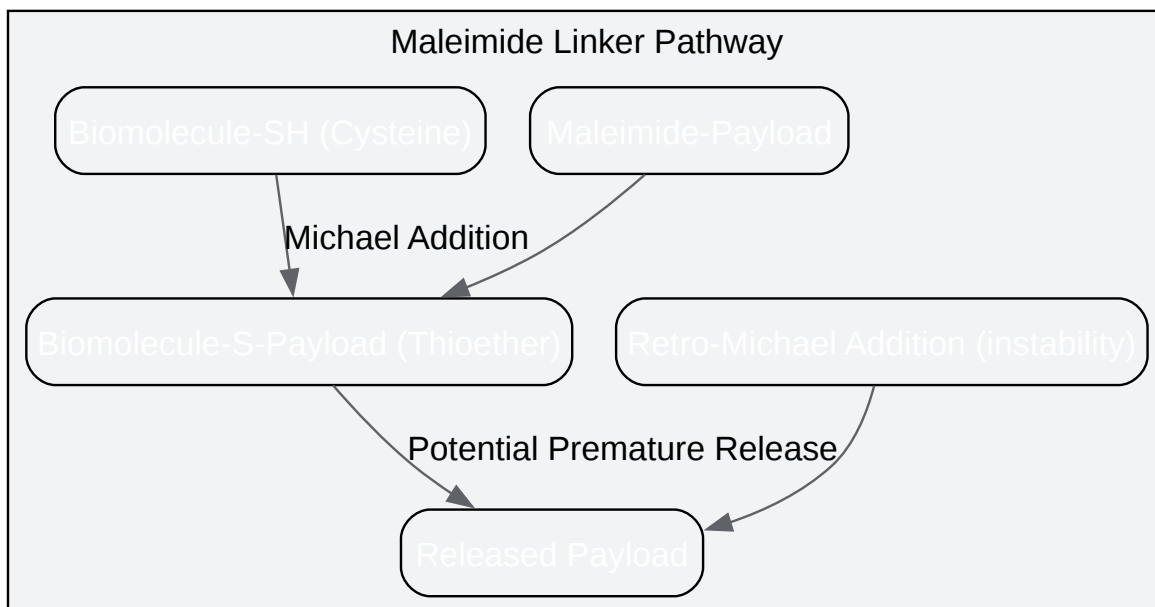 Maleimide Linker Pathway
Biomolecule-SH (Cysteine)
Maleimide-Payload
Michael Addition
Biomolecule-S-Payload (Thioether)
Retro-Michael Addition (instability)
Potential Premature Release
Released Payload